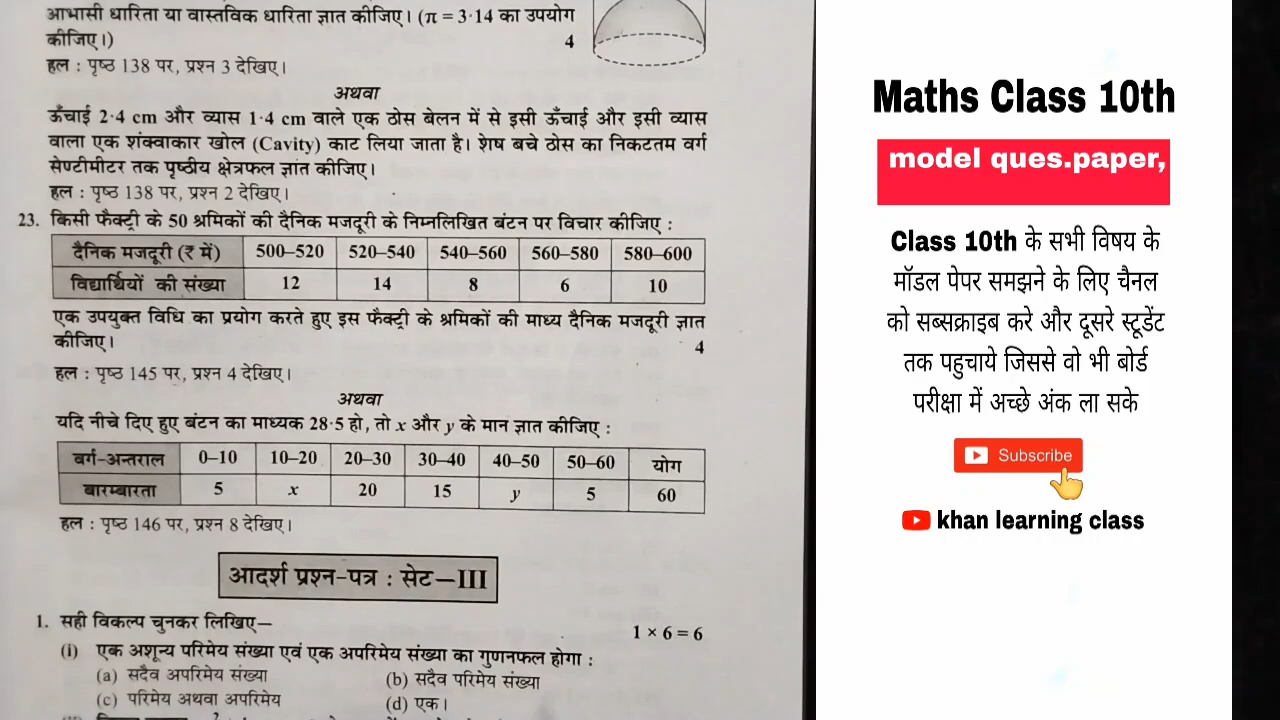 आभासी धारिता या वास्तविक धारिता ज्ञात कीजिए। (π = 3·14 का उपयोग
कीजिए।) 4
हल : पृष्ठ 138 पर, प्रश्न 3 देखिए।
अथवा
ऊँचाई 2·4 cm और व्यास 1·4 cm वाले एक ठोस बेलन में से इसी ऊँचाई और इसी व्यास
वाला एक शंक्वाकार खोल (Cavity) काट लिया जाता है। शेष बचे ठोस का निकटतम वर्ग
सेण्टीमीटर तक पृष्ठीय क्षेत्रफल ज्ञांत कीजिए।
हल : पृष्ठ 138 पर, प्रश्न 2 देखिए।
23. किसी फैक्ट्री के 50 श्रमिकों की दैनिक मजदूरी के निम्नलिखित बंटन पर विचार कीजिए :
दैनिक मजदूरी (₹ में) 500–520 520–540 540–560 560–580 580–600
विद्यार्थियों की संख्या 12 14 8 6 10
एक उपयुक्त विधि का प्रयोग करते हुए इस फैक्ट्री के श्रमिकों की माध्य दैनिक मजदूरी ज्ञात
कीजिए। 4
हल : पृष्ठ 145 पर, प्रश्न 4 देखिए।
अथवा
यदि नीचे दिए हुए बंटन का माध्यक 28·5 हो, तो x और y के मान ज्ञात कीजिए :
वर्ग-अन्तराल 0–10 10–20 20–30 30–40 40–50 50–60 योग
बारम्बारता 5 x 20 15 y 5 60
हल : पृष्ठ 146 पर, प्रश्न 8 देखिए।
आदर्श प्रश्न-पत्र : सेट—III
1. सही विकल्प चुनकर लिखिए— 1 × 6 = 6
(i) एक अशून्य परिमेय संख्या एवं एक अपरिमेय संख्या का गुणनफल होगा :
(a) सदैव अपरिमेय संख्या (b) सदैव परिमेय संख्या
(c) परिमेय अथवा अपरिमेय (d) एक।
Maths Class 10th
model ques.paper,
Class 10th के सभी विषय के
मॉडल पेपर समझने के लिए चैनल
को सब्सक्राइब करे और दूसरे स्टूडेंट
तक पहुचाये जिससे वो भी बोर्ड
परीक्षा में अच्छे अंक ला सके
Subscribe
khan learning class